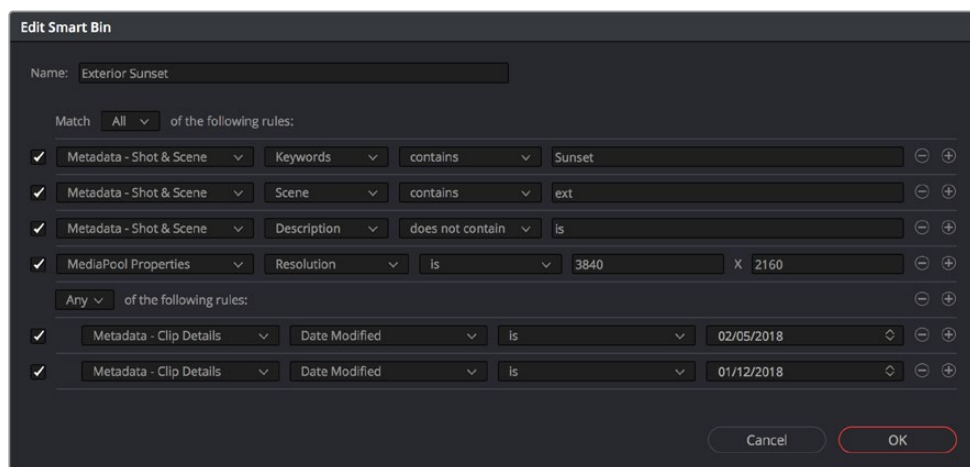 Edit Smart Bin
Name: Exterior Sunset
Match All of the following rules:
Metadata - Shot & Scene Keywords contains Sunset
Metadata - Shot & Scene Scene contains ext
Metadata - Shot & Scene Description does not contain is
MediaPool Properties Resolution is 3840 X 2160
Any of the following rules:
Metadata - Clip Details Date Modified is 02/05/2018
Metadata - Clip Details Date Modified is 01/12/2018
Cancel OK